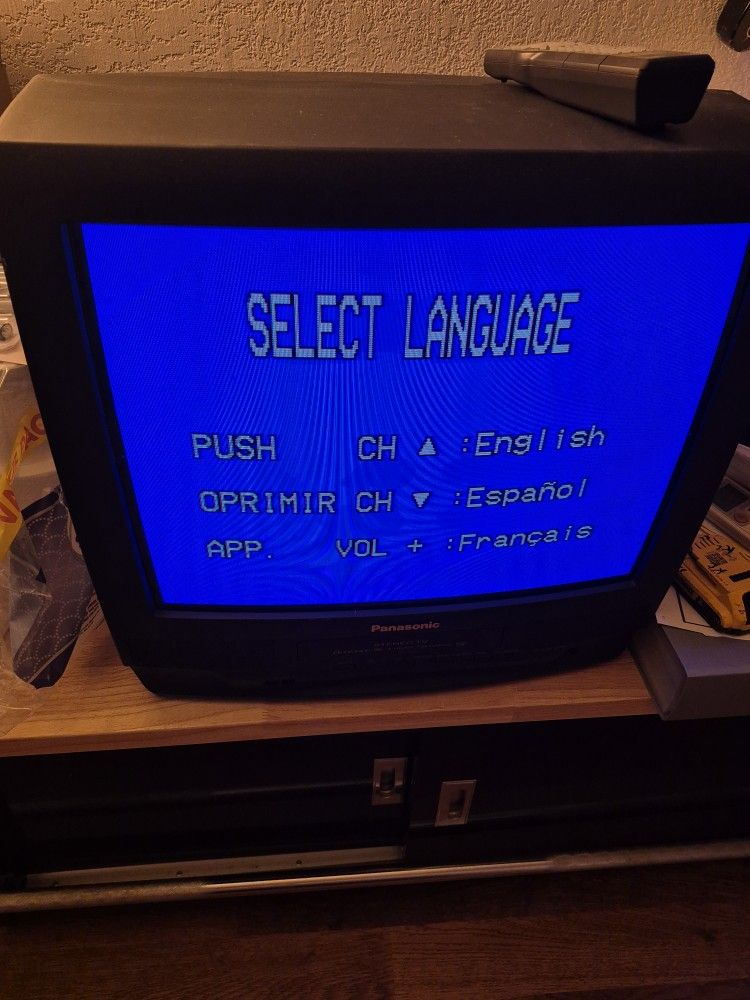 SELECT LANGUAGE
PUSH CH ▲ :English
OPRIMIR CH ▼ :Español
APP. VOL + :Français
Panasonic